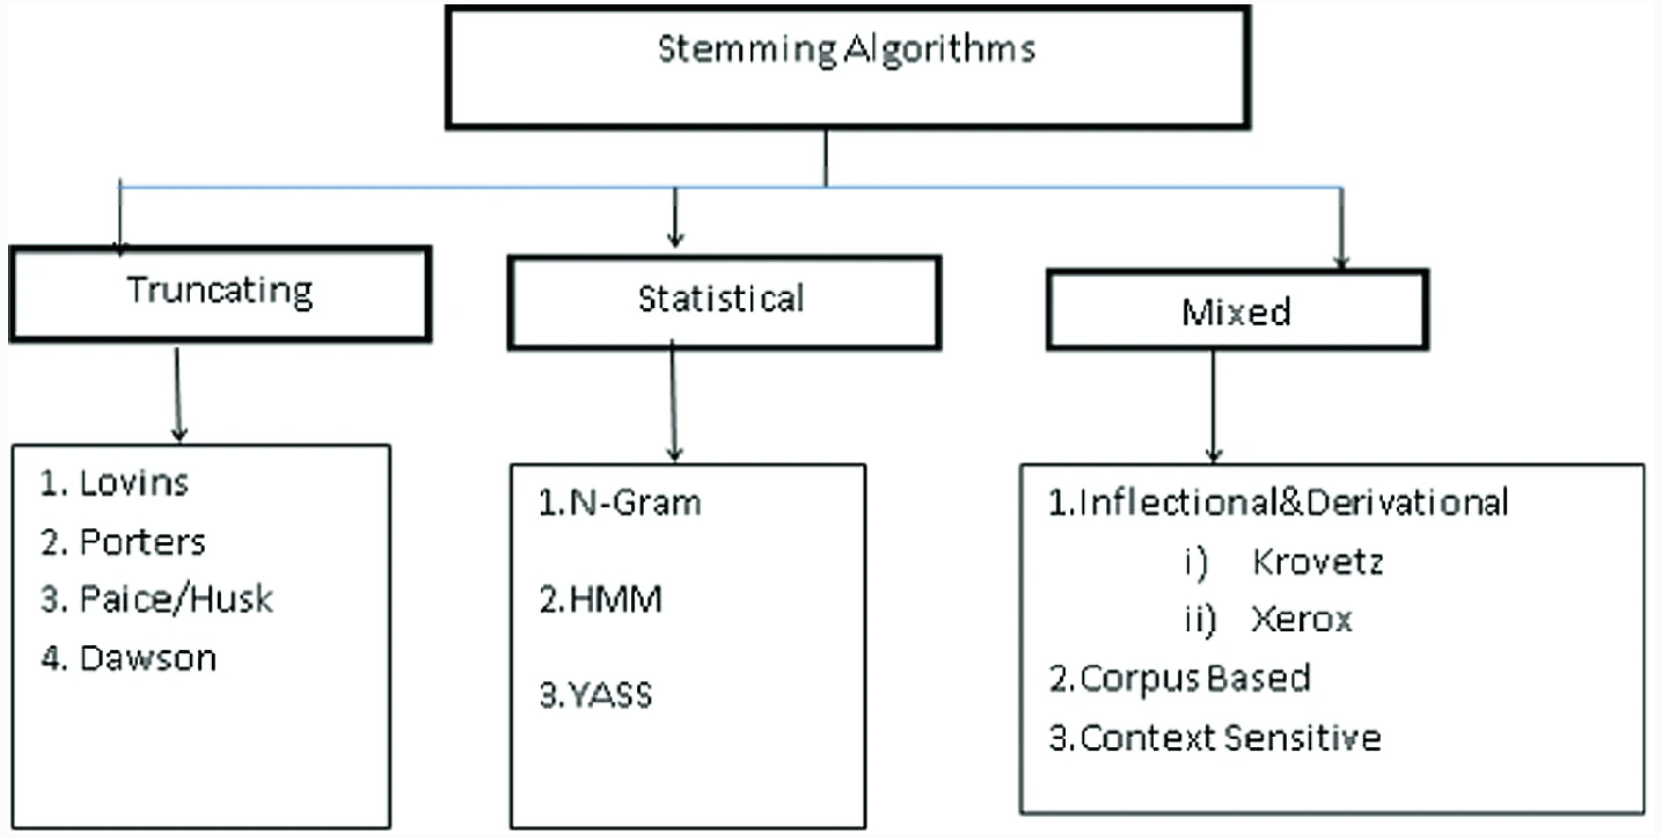 Stemming Algorithms
Truncating
Statistical
Mixed
1. Lovins
2. Porters
3. Paice/Husk
4. Dawson
1.N-Gram
2.HMM
3.YASS
1.Inflectional&Derivational
i) Krovetz
ii) Xerox
2.Corpus Based
3.Context Sensitive